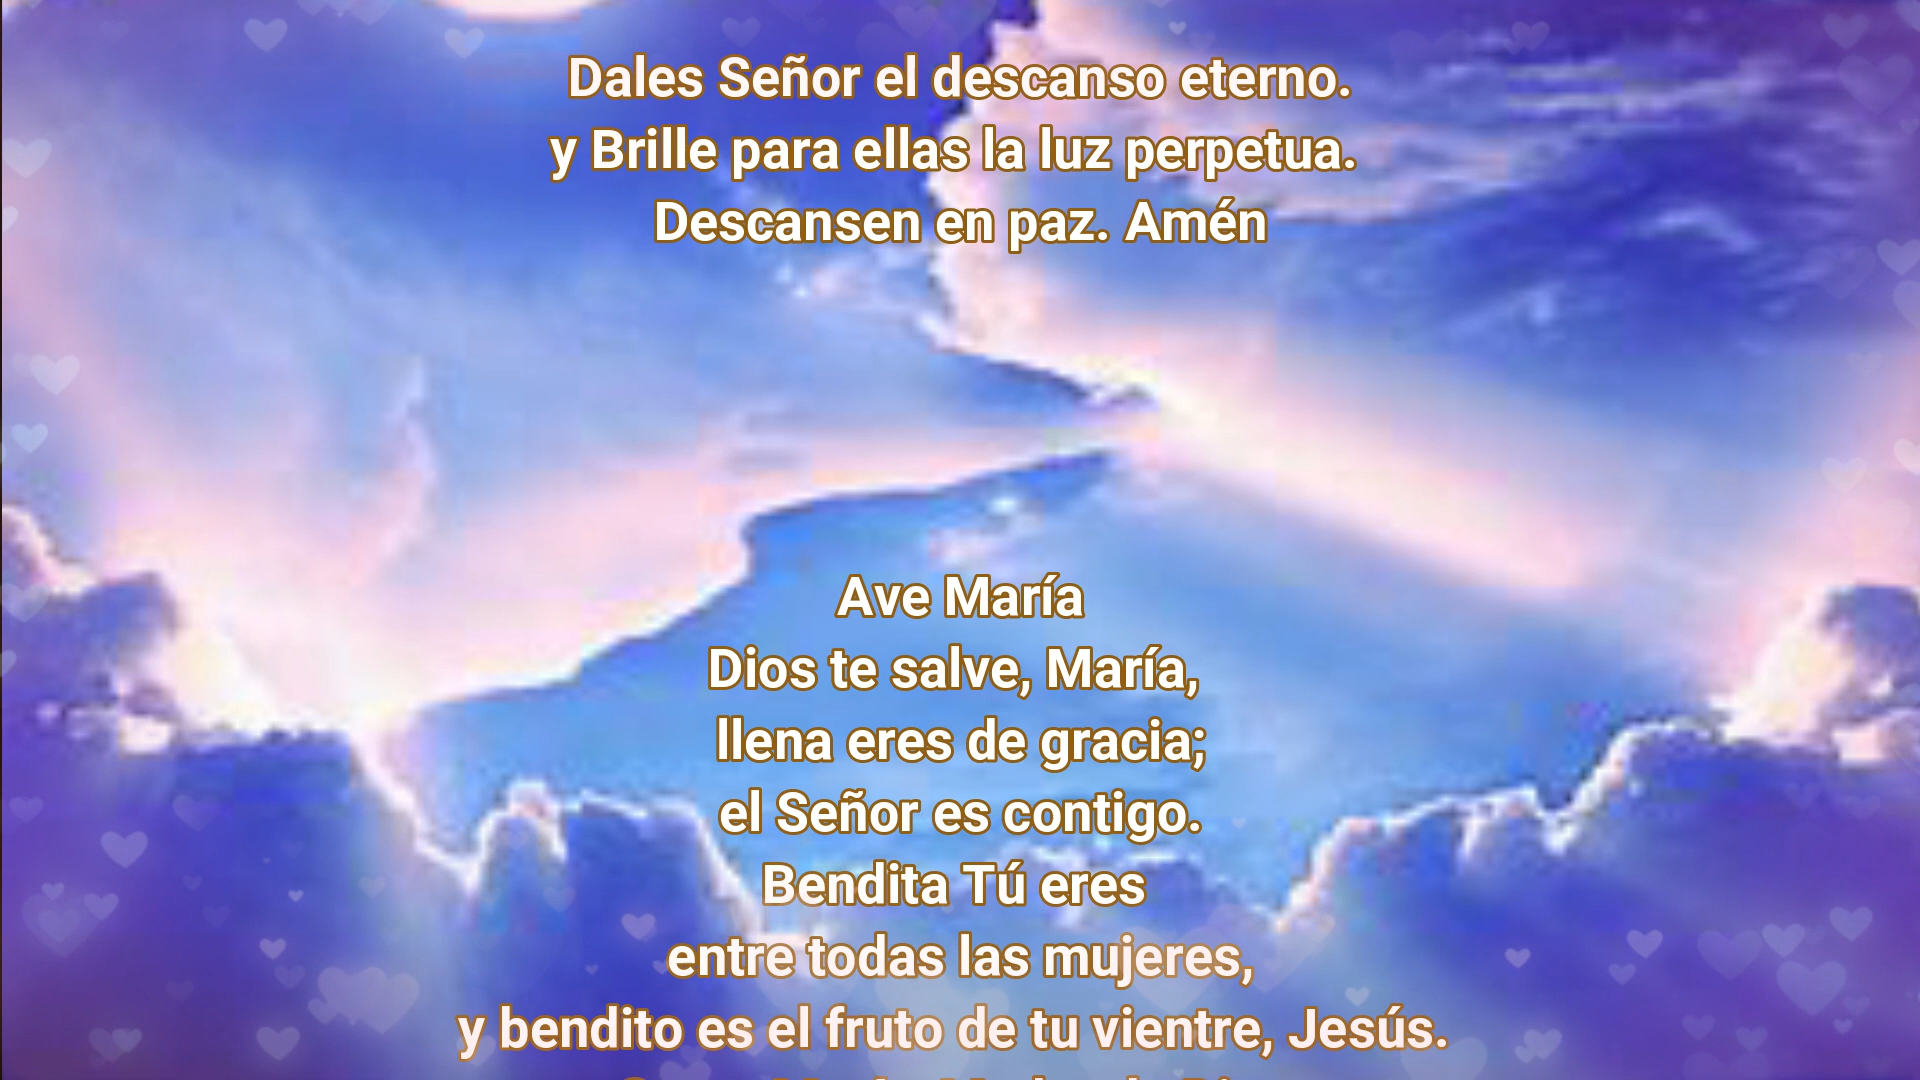 Dales Señor el descanso eterno.
y Brille para ellas la luz perpetua.
Descansen en paz. Amén
Ave María
Dios te salve, María,
llena eres de gracia;
el Señor es contigo.
Bendita Tú eres
entre todas las mujeres,
y bendito es el fruto de tu vientre, Jesús.